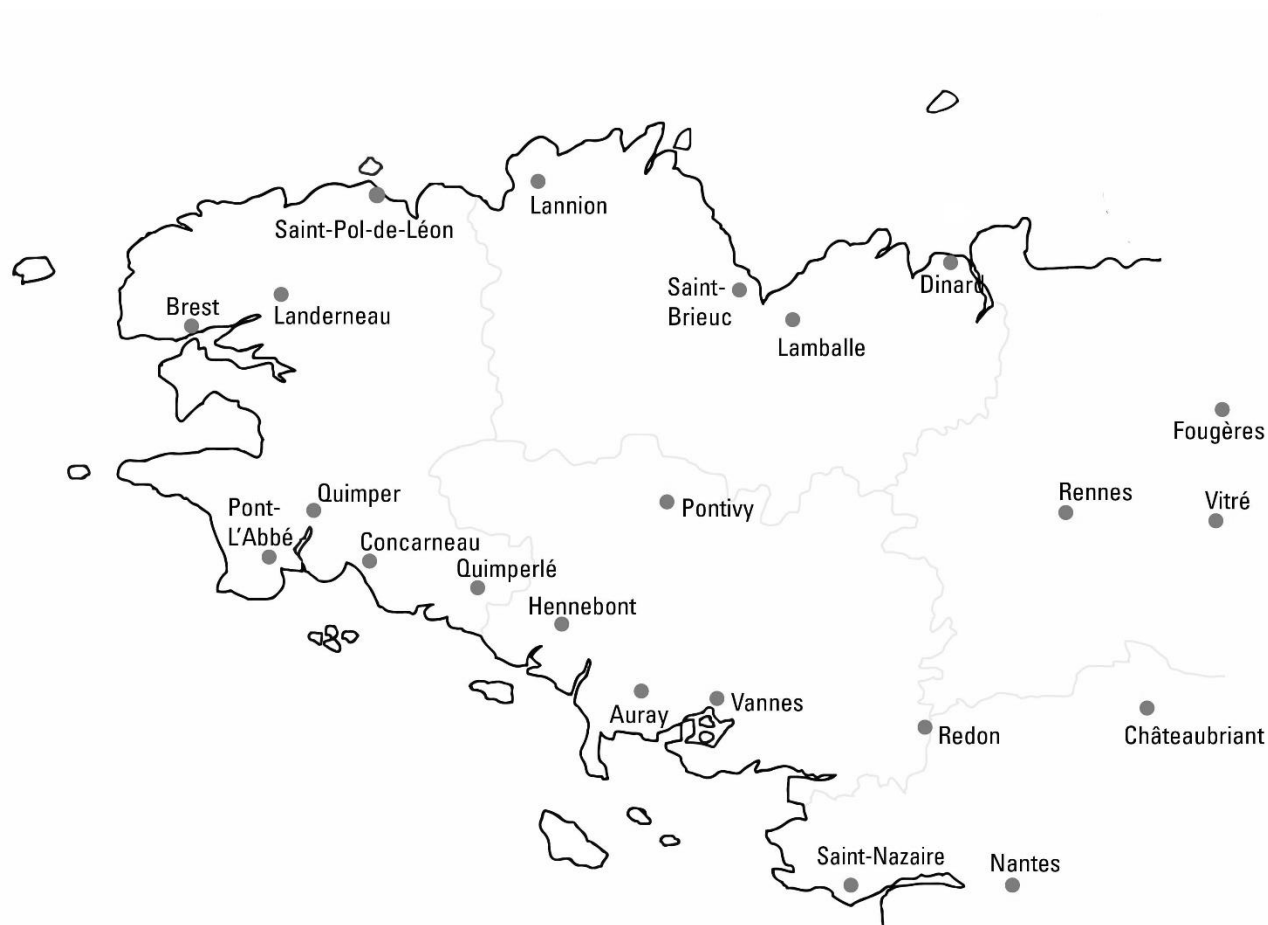 Lannion
Saint-Pol-de-Léon
Dinard
Saint-
Brieuc
Brest
Landerneau
Lamballe
Fougères
Quimper
Pont-
L'Abbé
Pontivy
Rennes
Vitré
Concarneau
Quimperlé
Hennebont
Auray
Vannes
Redon
Châteaubriant
Saint-Nazaire
Nantes